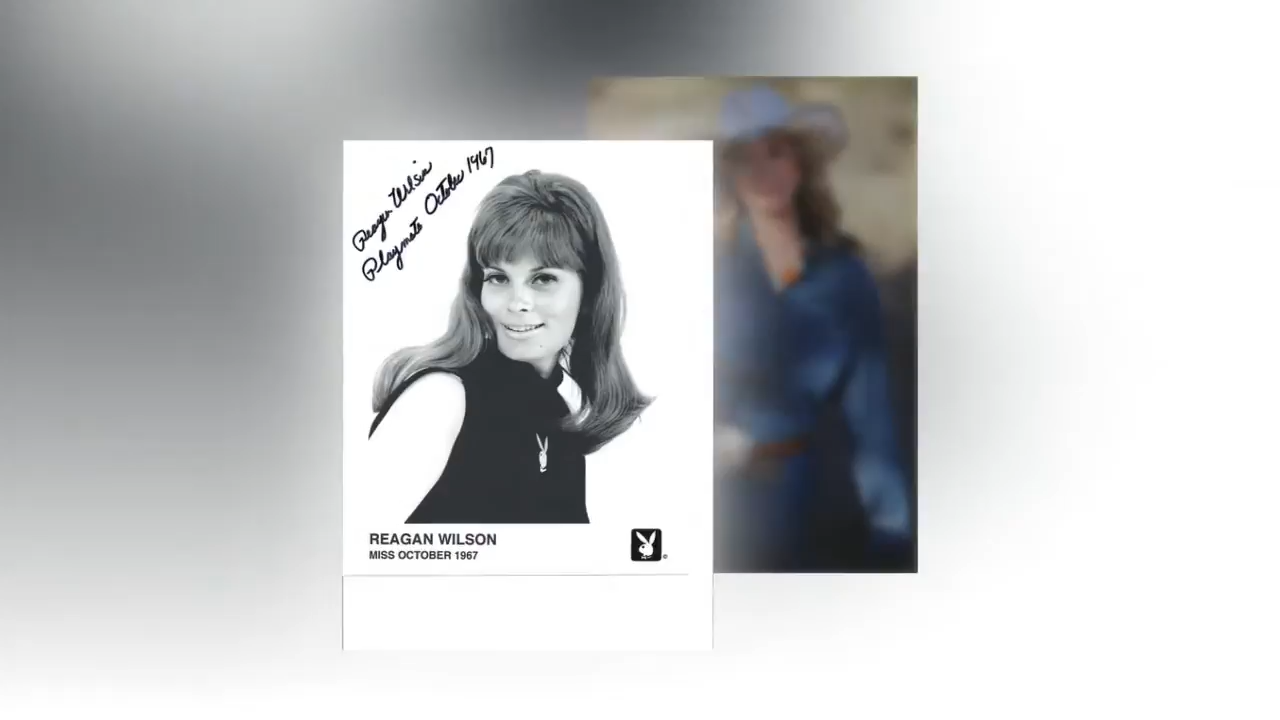 Reagan Wilson
Playmate October 1967
REAGAN WILSON
MISS OCTOBER 1967
®